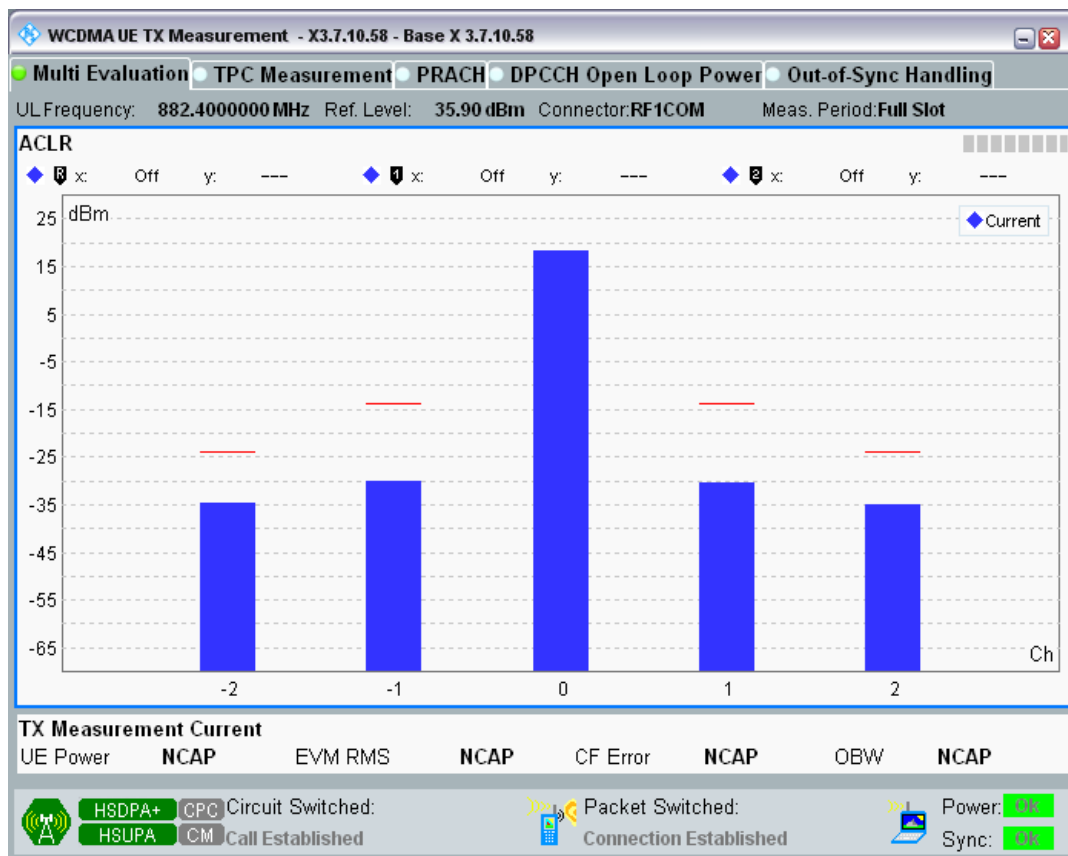 WCDMA UE TX Measurement - X3.7.10.58 - Base X 3.7.10.58
Multi Evaluation TPC Measurement PRACH DPCCH Open Loop Power Out-of-Sync Handling
UL Frequency: 882.4000000 MHz Ref. Level: 35.90 dBm Connector:RF1COM Meas. Period:Full Slot
ACLR
R x: Off y: --- 1 x: Off y: --- 2 x: Off y: ---
dBm
Current
25
15
5
-5
-15
-25
-35
-45
-55
-65
Ch
-2 -1 0 1 2
TX Measurement Current
UE Power NCAP EVM RMS NCAP CF Error NCAP OBW NCAP
HSDPA+ CPC Circuit Switched: Packet Switched: Power: OK
HSUPA CM Call Established Connection Established Sync: OK